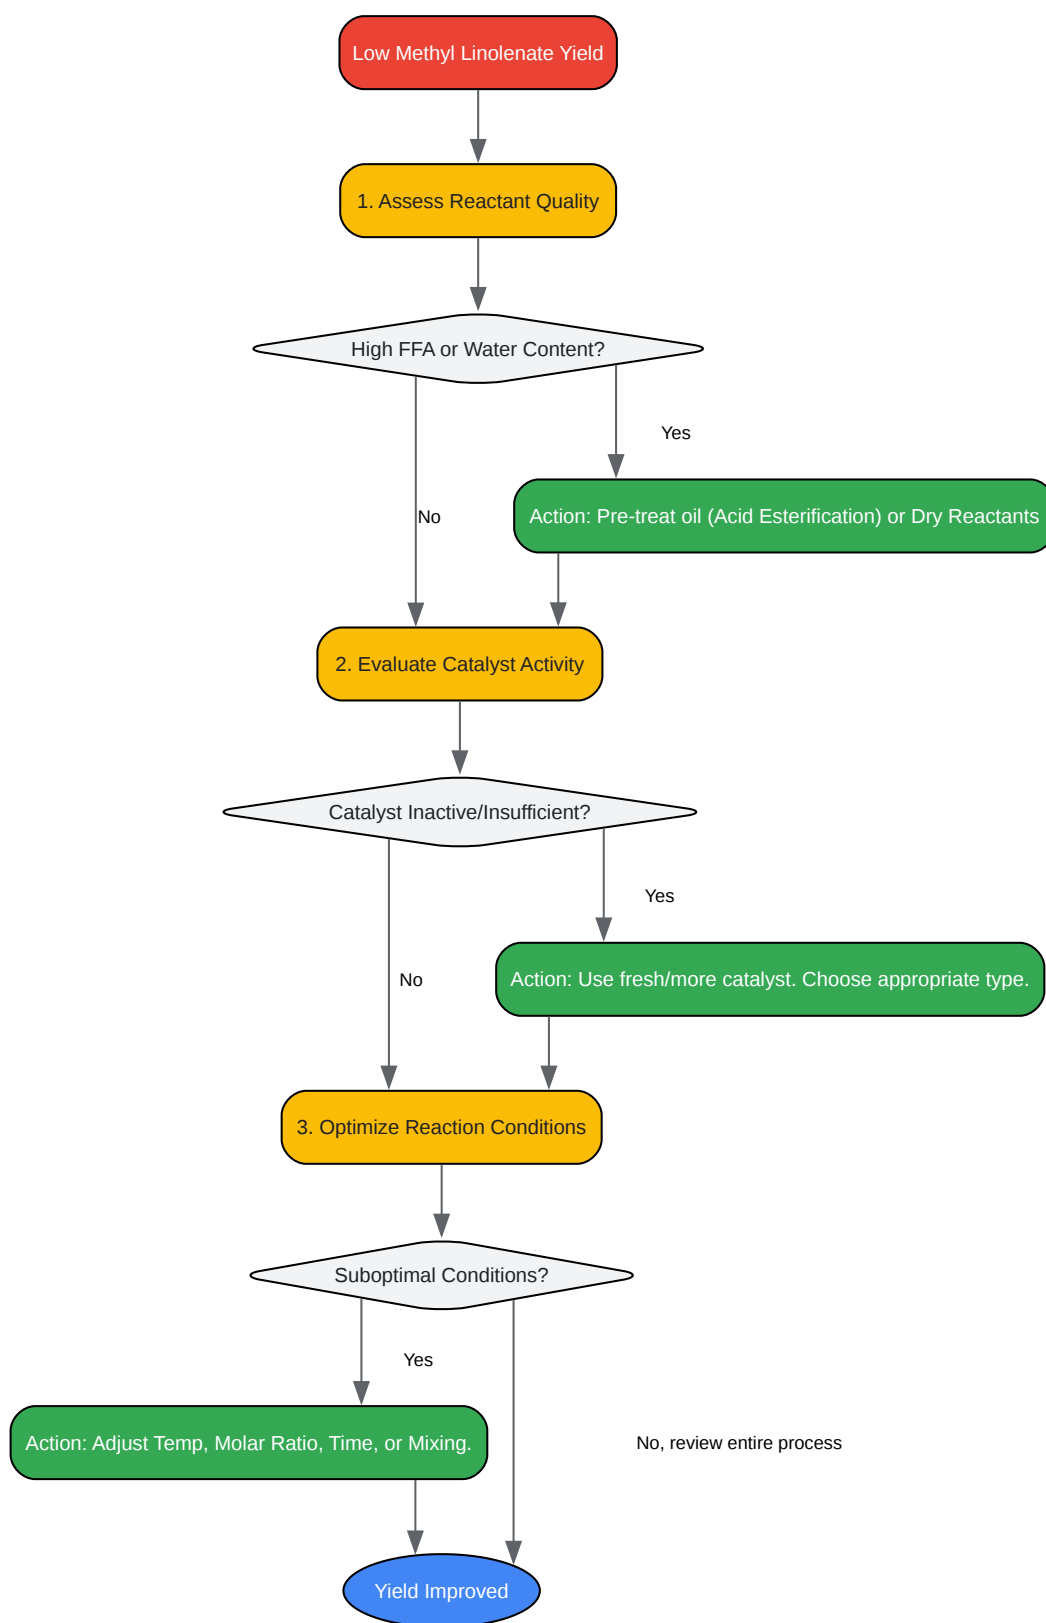 Low Methyl Linolenate Yield
1. Assess Reactant Quality
High FFA or Water Content?
Yes
No
Action: Pre-treat oil (Acid Esterification) or Dry Reactants
2. Evaluate Catalyst Activity
Catalyst Inactive/Insufficient?
Yes
No
Action: Use fresh/more catalyst. Choose appropriate type.
3. Optimize Reaction Conditions
Suboptimal Conditions?
Yes
Action: Adjust Temp, Molar Ratio, Time, or Mixing.
No, review entire process
Yield Improved